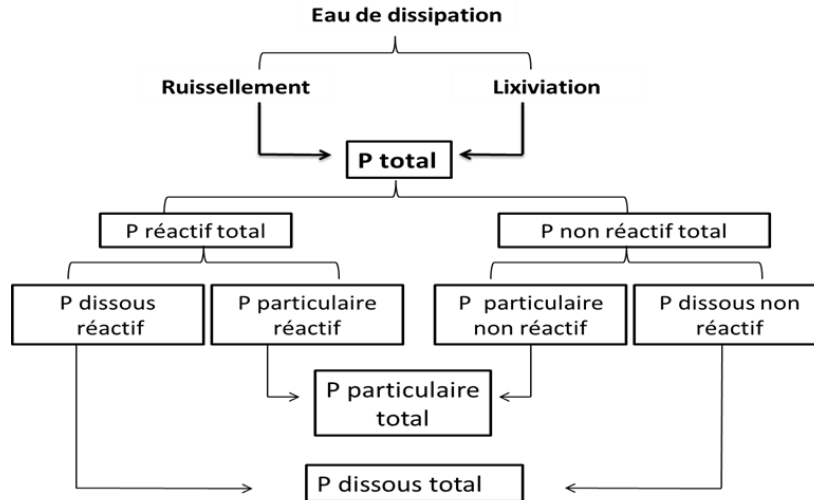 Eau de dissipation
Ruissellement
Lixiviation
P total
P réactif total
P non réactif total
P dissous
réactif
P particulaire
réactif
P particulaire
non réactif
P dissous non
réactif
P particulaire
total
P dissous total